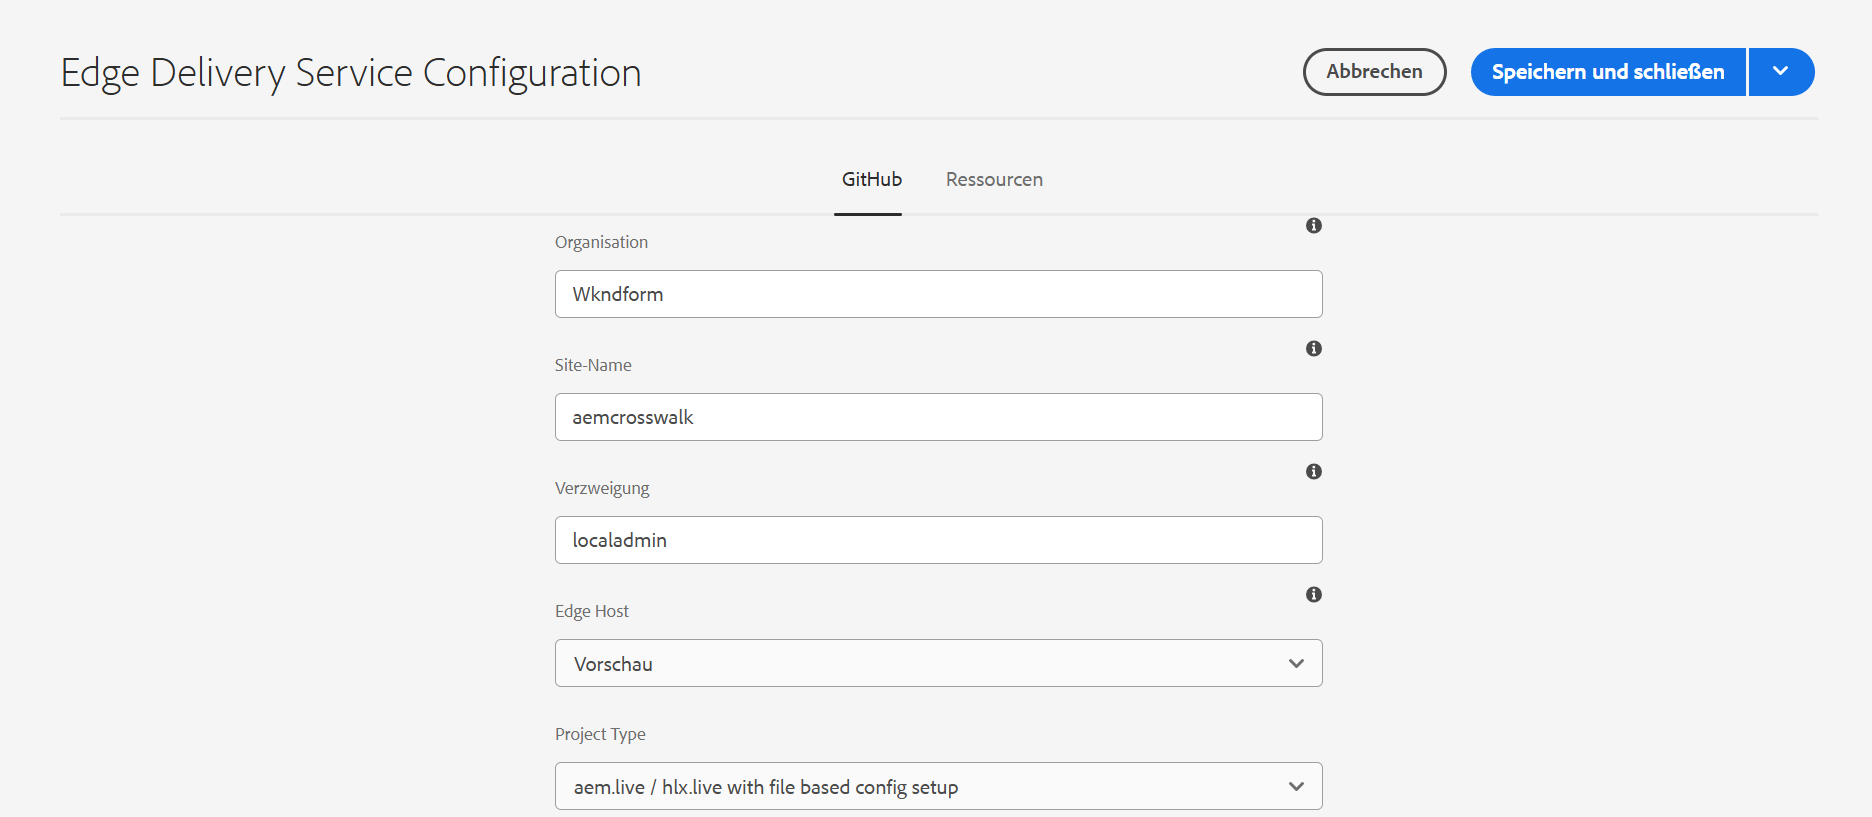 Edge Delivery Service Configuration
Abbrechen
Speichern und schließen
GitHub
Ressourcen
Organisation
Wkndform
Site-Name
aemcrosswalk
Verzweigung
localadmin
Edge Host
Vorschau
Project Type
aem.live / hlx.live with file based config setup